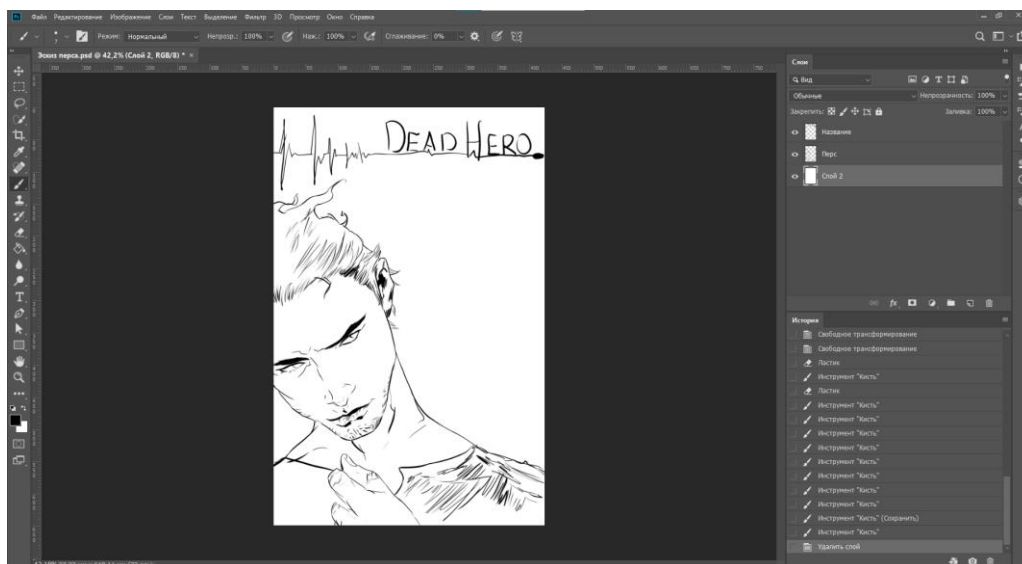 Файл Редактирование Изображение Слои Текст Выделение Фильтр 3D Просмотр Окно Справка
Режим: Нормальный Непрозр.: 100% Наж.: 100% Сглаживание: 0%
Эскиз перса.psd @ 42,2% (Слой 2, RGB/8) * ×
DEAD HERO
Слои
Вид
Обычные Непрозрачность: 100%
Закрепить: Заливка: 100%
Название
Перс
Слой 2
История
Свободное трансформирование
Свободное трансформирование
Ластик
Инструмент "Кисть"
Ластик
Инструмент "Кисть"
Инструмент "Кисть"
Инструмент "Кисть"
Инструмент "Кисть"
Инструмент "Кисть"
Инструмент "Кисть"
Инструмент "Кисть"
Инструмент "Кисть"
Инструмент "Кисть" (Сохранить)
Инструмент "Кисть"
Удалить слой